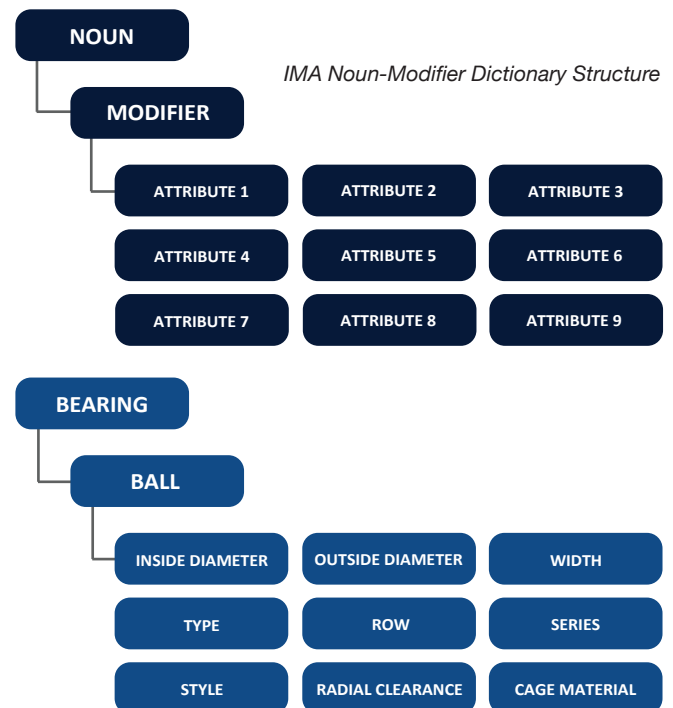 NOUN
IMA Noun-Modifier Dictionary Structure
MODIFIER
ATTRIBUTE 1 ATTRIBUTE 2 ATTRIBUTE 3
ATTRIBUTE 4 ATTRIBUTE 5 ATTRIBUTE 6
ATTRIBUTE 7 ATTRIBUTE 8 ATTRIBUTE 9
BEARING
BALL
INSIDE DIAMETER OUTSIDE DIAMETER WIDTH
TYPE ROW SERIES
STYLE RADIAL CLEARANCE CAGE MATERIAL